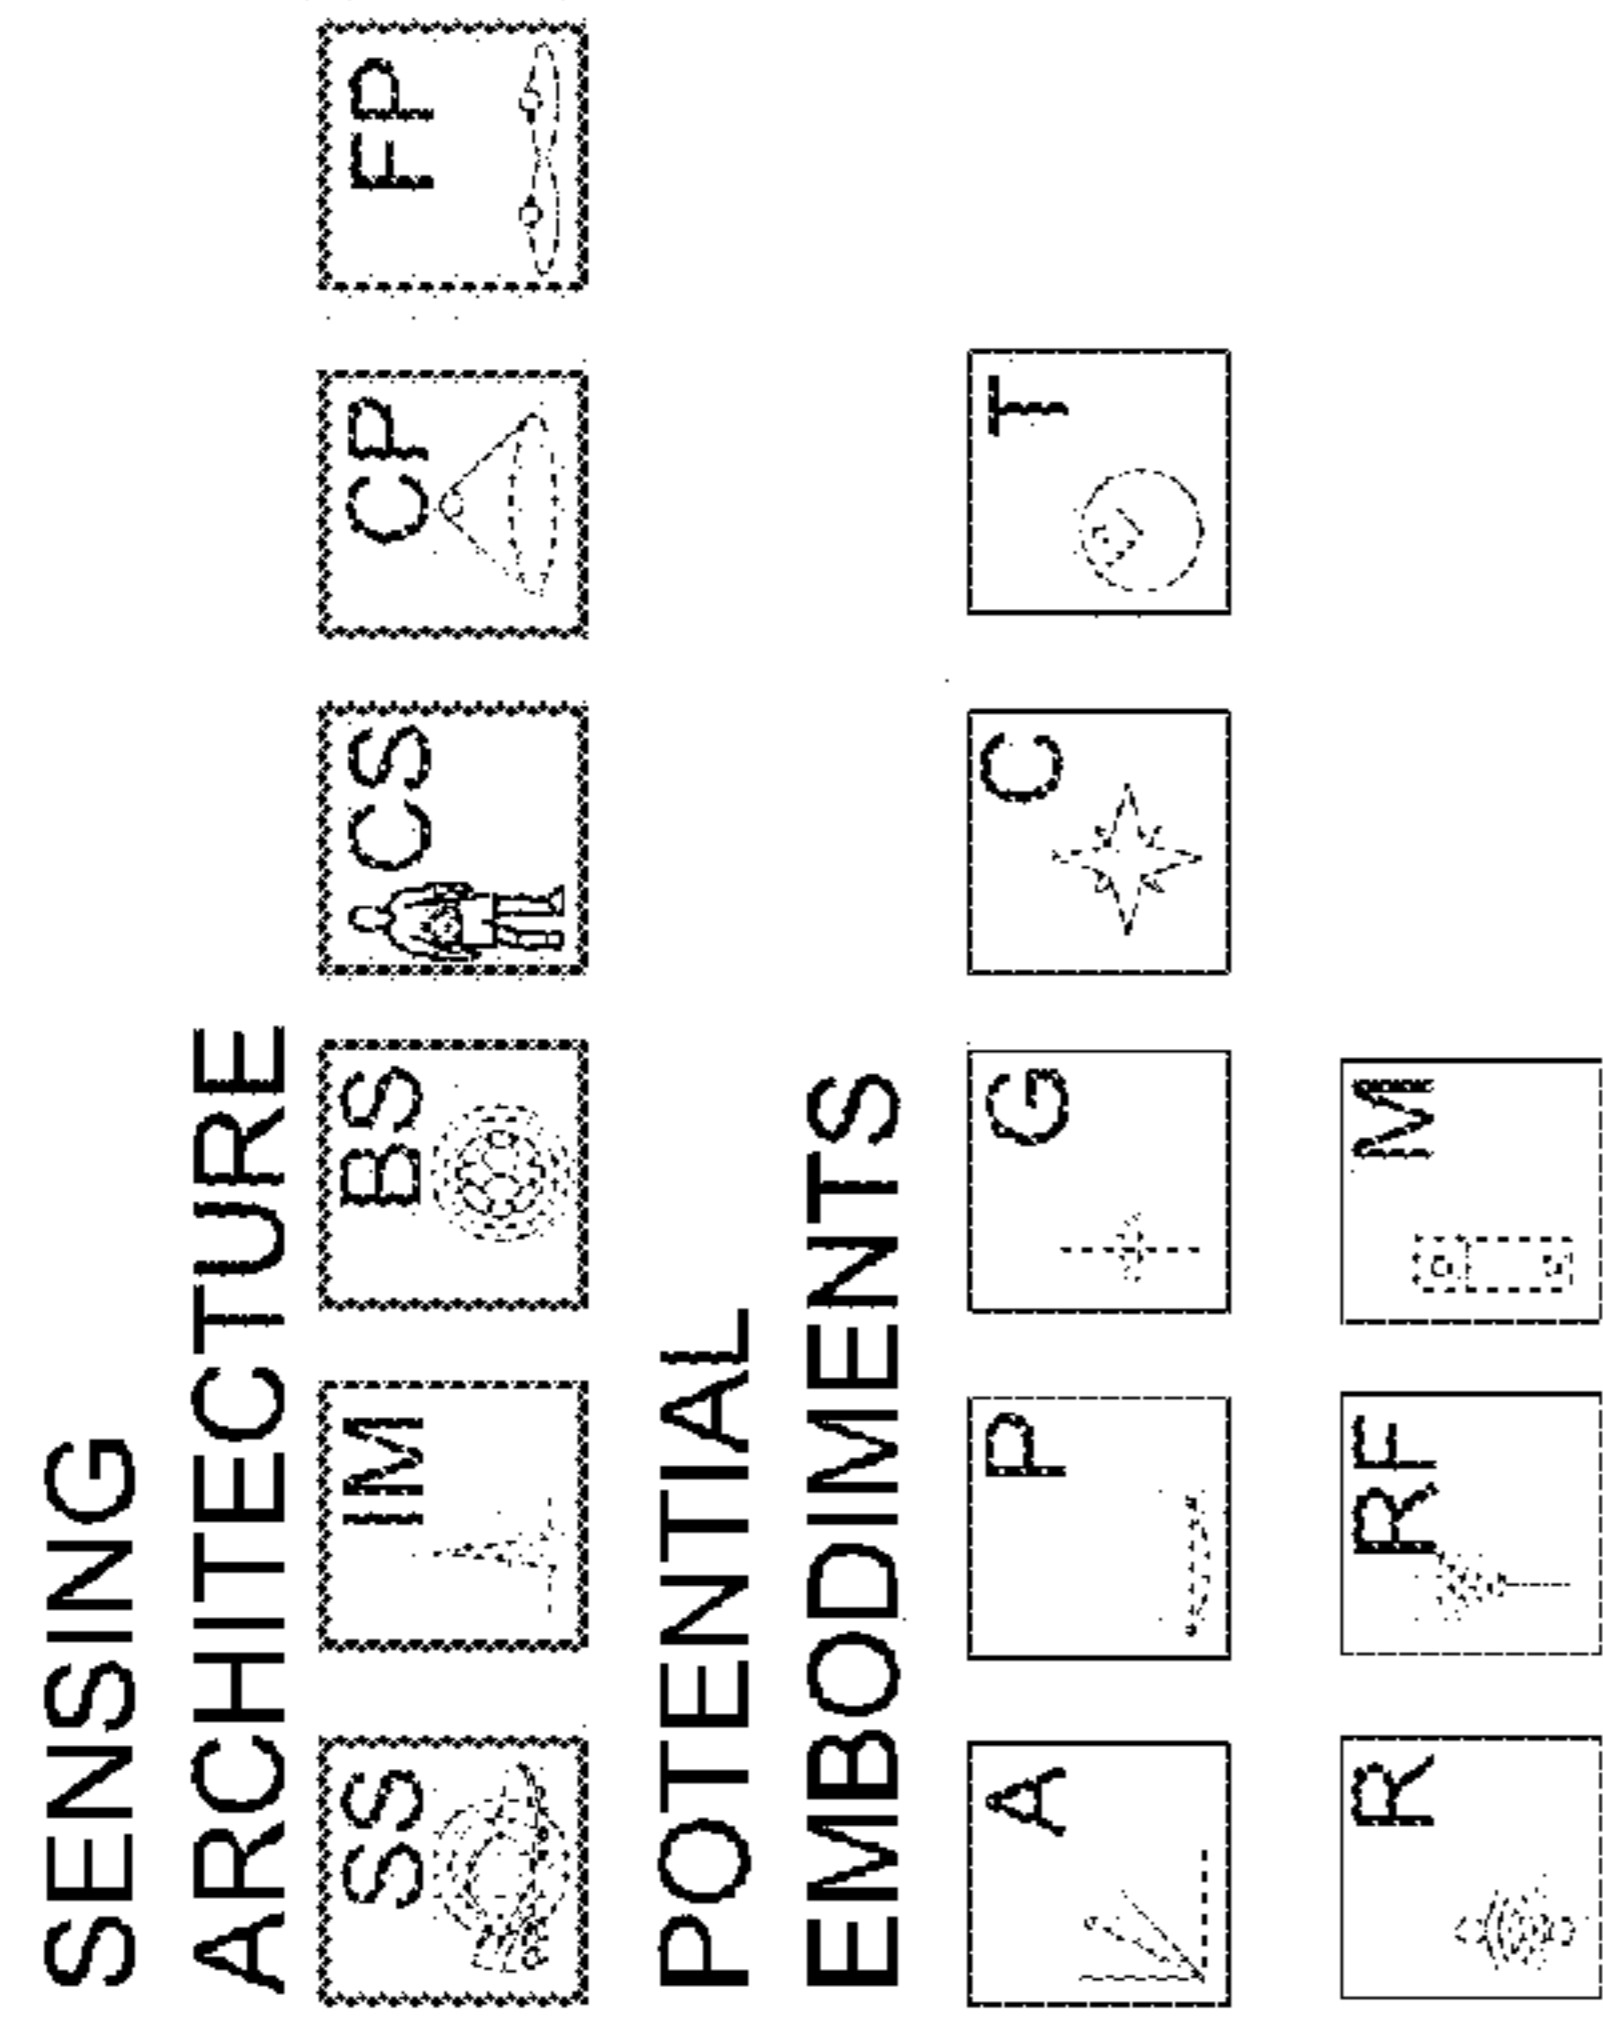 SENSING
ARCHITECTURE
SS IM BS CS CP FP
POTENTIAL
EMBODIMENTS
A P G C T
R RF M